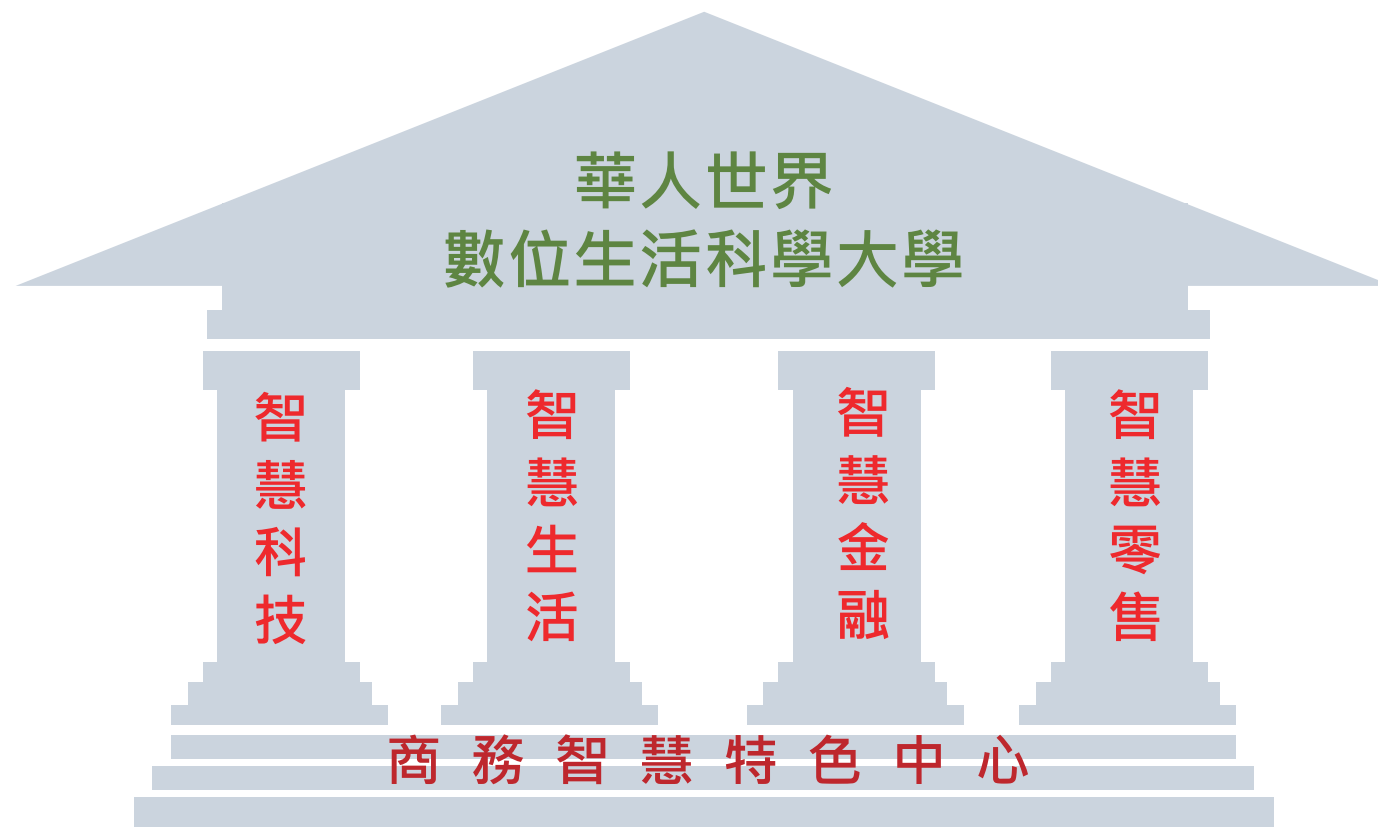 華人世界
數位生活科學大學
智慧科技
智慧生活
智慧金融
智慧零售
商務智慧特色中心